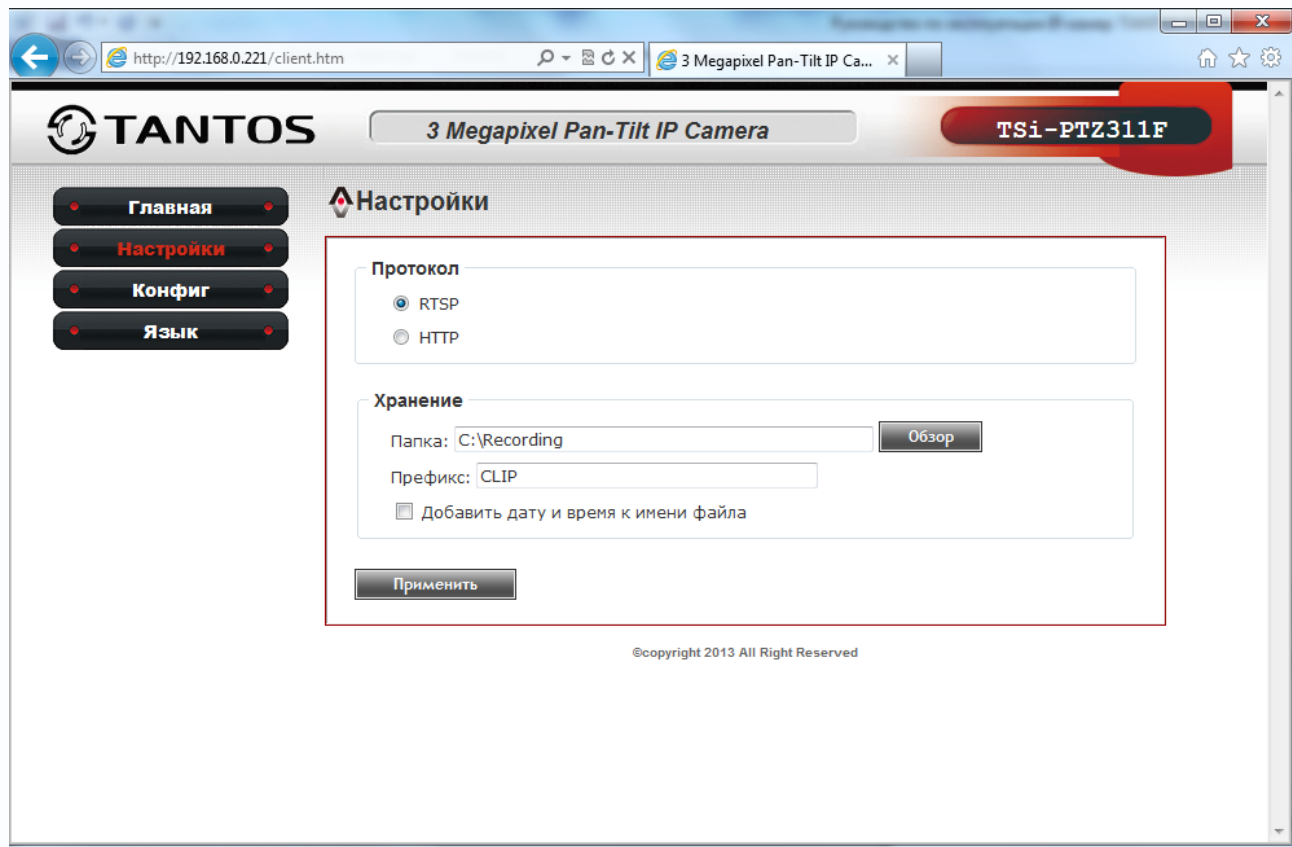 http://192.168.0.221/client.htm
3 Megapixel Pan-Tilt IP Ca...
TANTOS
3 Megapixel Pan-Tilt IP Camera
TSi-PTZ311F
Главная
Настройки
Конфиг
Язык
Настройки
Протокол
RTSP
HTTP
Хранение
Папка: C:\Recording
Обзор
Префикс: CLIP
Добавить дату и время к имени файла
Применить
©copyright 2013 All Right Reserved